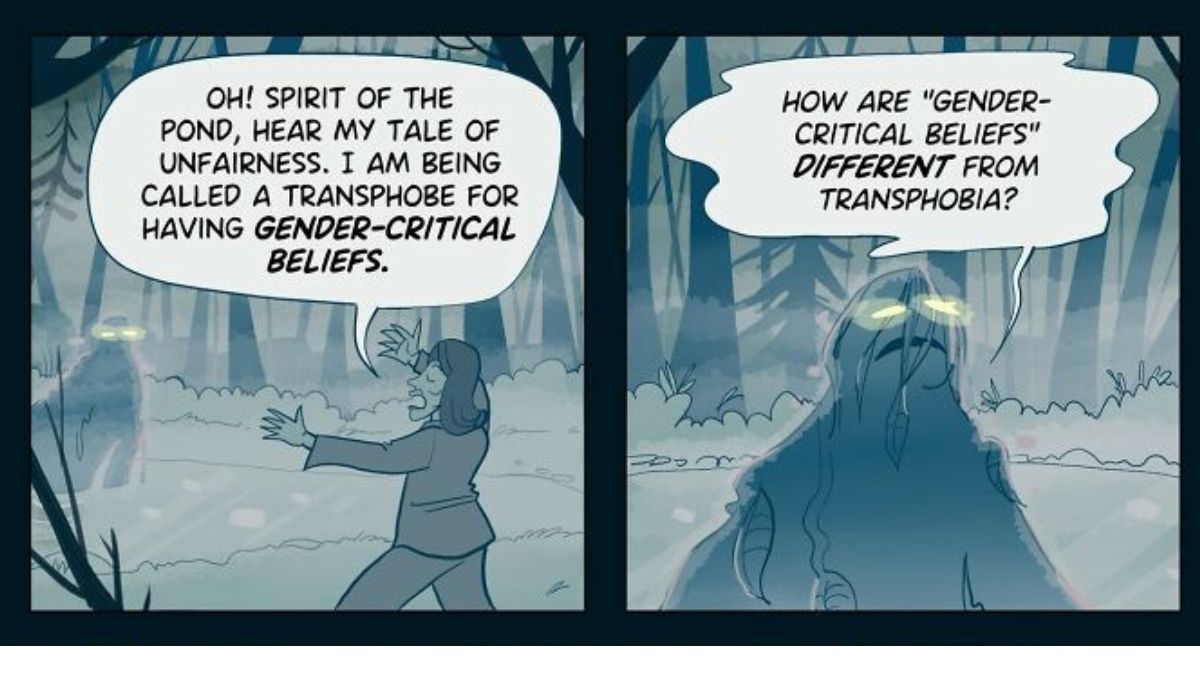 OH! SPIRIT OF THE
POND, HEAR MY TALE OF
UNFAIRNESS. I AM BEING
CALLED A TRANSPHOBE FOR
HAVING GENDER-CRITICAL
BELIEFS.
HOW ARE "GENDER-
CRITICAL BELIEFS"
DIFFERENT FROM
TRANSPHOBIA?